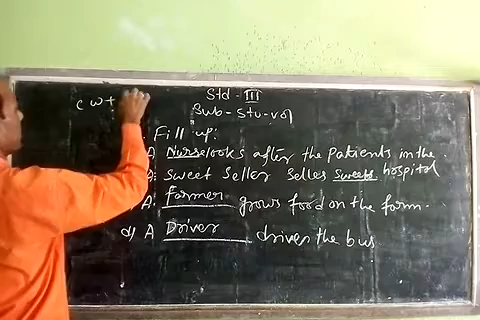 Std - III
cwt
Sub - Stu - vol
Fill up:
A Nurse looks after the patients in the hospital
A sweet seller selles sweets
A Farmer grows food on the form.
d) A Driver drives the bus